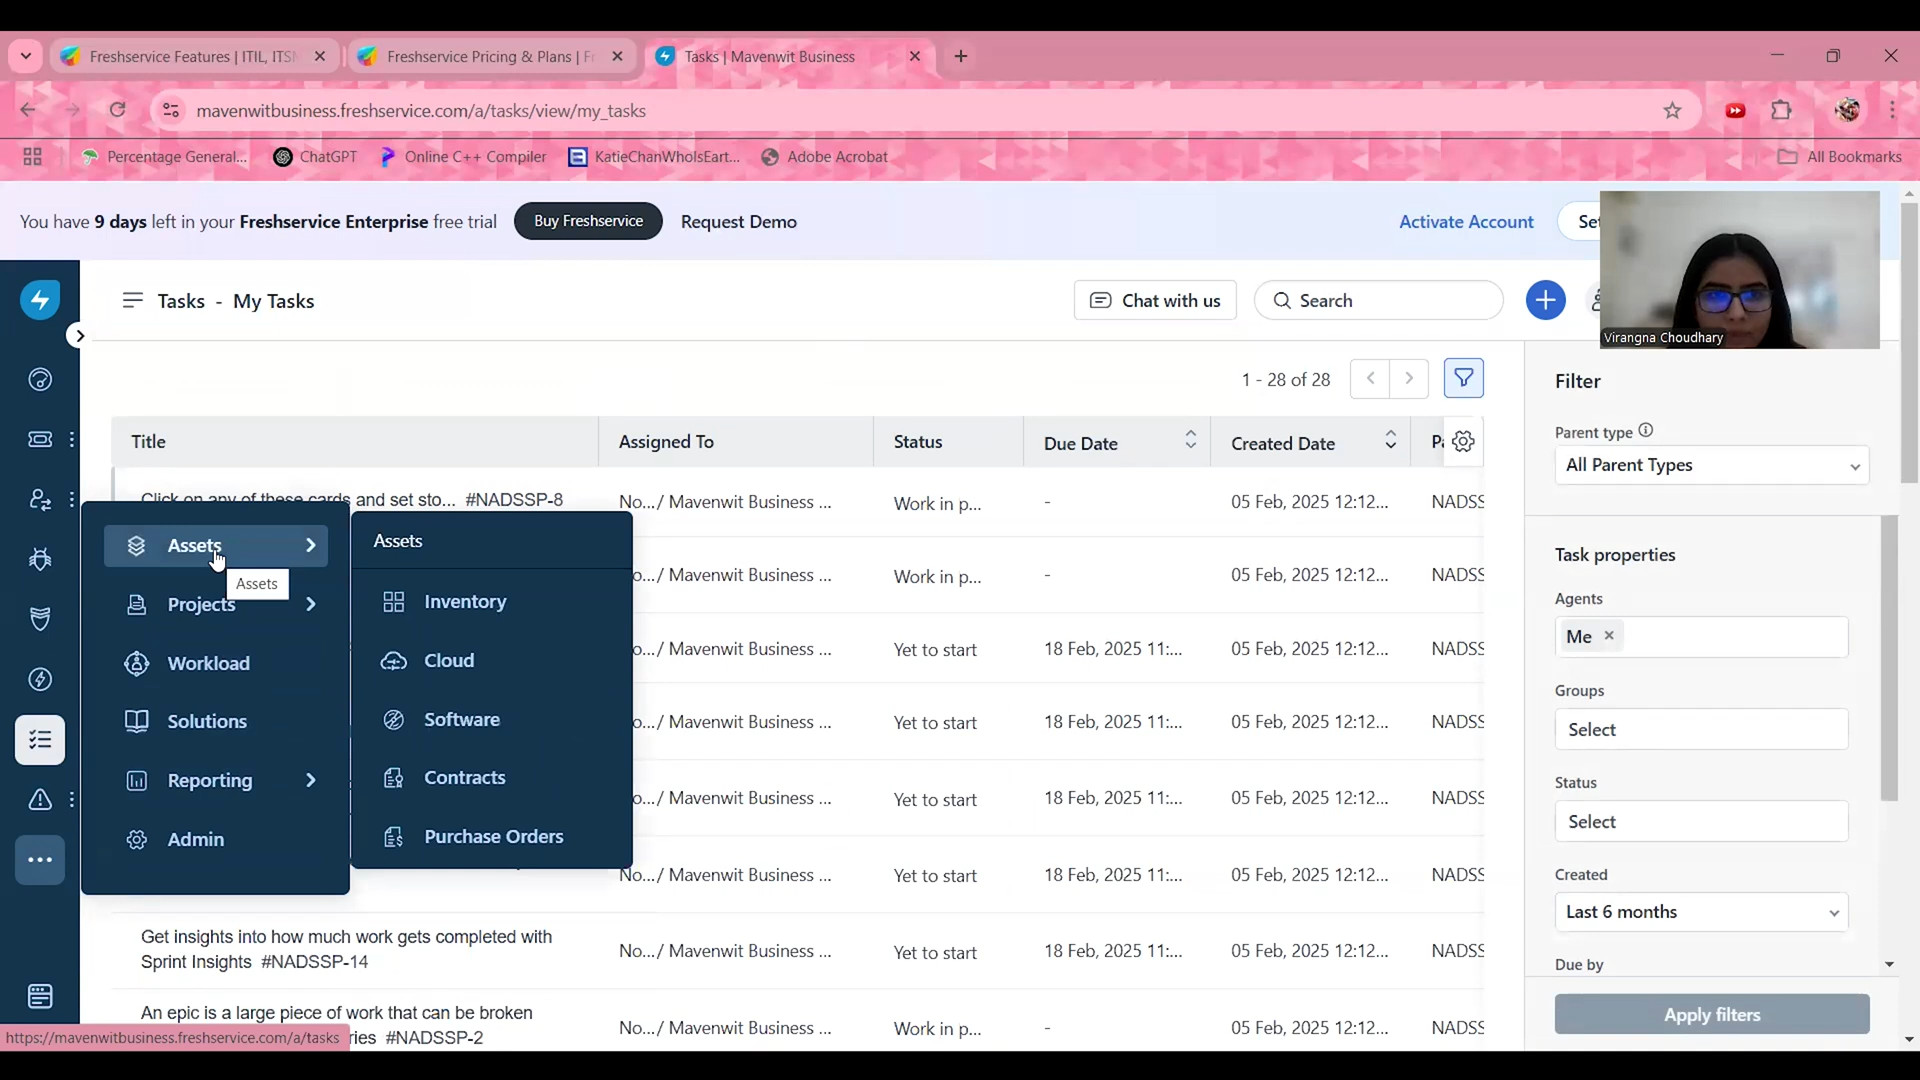 Freshservice Features | ITIL, ITSM
Freshservice Pricing & Plans | Fr
Tasks | Mavenwit Business
mavenwitbusiness.freshservice.com/a/tasks/view/my_tasks
Percentage General...
ChatGPT
Online C++ Compiler
KatieChanWhoIsEart...
Adobe Acrobat
All Bookmarks
You have 9 days left in your Freshservice Enterprise free trial
Buy Freshservice
Request Demo
Activate Account
Set
Virangna Choudhary
Tasks - My Tasks
Chat with us
Search
1 - 28 of 28
Title
Assigned To
Status
Due Date
Created Date
Pa
Click on any of these cards and set sto... #NADSSP-8
No.../ Mavenwit Business ...
Work in p...
-
05 Feb, 2025 12:12...
NADSS
o.../ Mavenwit Business ...
Work in p...
-
05 Feb, 2025 12:12...
NADSS
o.../ Mavenwit Business ...
Yet to start
18 Feb, 2025 11:...
05 Feb, 2025 12:12...
NADSS
o.../ Mavenwit Business ...
Yet to start
18 Feb, 2025 11:...
05 Feb, 2025 12:12...
NADSS
o.../ Mavenwit Business ...
Yet to start
18 Feb, 2025 11:...
05 Feb, 2025 12:12...
NADSS
No.../ Mavenwit Business ...
Yet to start
18 Feb, 2025 11:...
05 Feb, 2025 12:12...
NADSS
Get insights into how much work gets completed with
Sprint Insights #NADSSP-14
No.../ Mavenwit Business ...
Yet to start
18 Feb, 2025 11:...
05 Feb, 2025 12:12...
NADSS
An epic is a large piece of work that can be broken
ries #NADSSP-2
No.../ Mavenwit Business ...
Work in p...
-
05 Feb, 2025 12:12...
NADSS
Assets
Assets
Projects
Workload
Solutions
Reporting
Admin
Assets
Inventory
Cloud
Software
Contracts
Purchase Orders
Filter
Parent type
All Parent Types
Task properties
Agents
Me
Groups
Select
Status
Select
Created
Last 6 months
Due by
Apply filters
https://mavenwitbusiness.freshservice.com/a/tasks